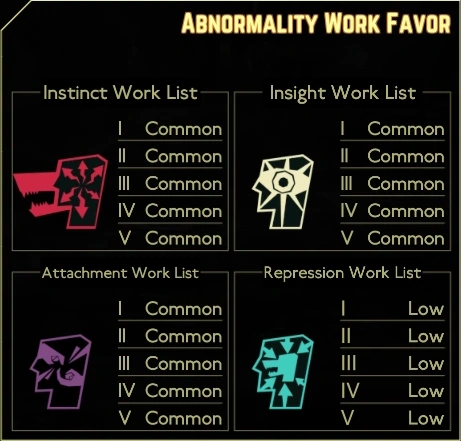 Abnormality Work Favor
Instinct Work List
I Common
II Common
III Common
IV Common
V Common
Insight Work List
I Common
II Common
III Common
IV Common
V Common
Attachment Work List
I Common
II Common
III Common
IV Common
V Common
Repression Work List
I Low
II Low
III Low
IV Low
V Low